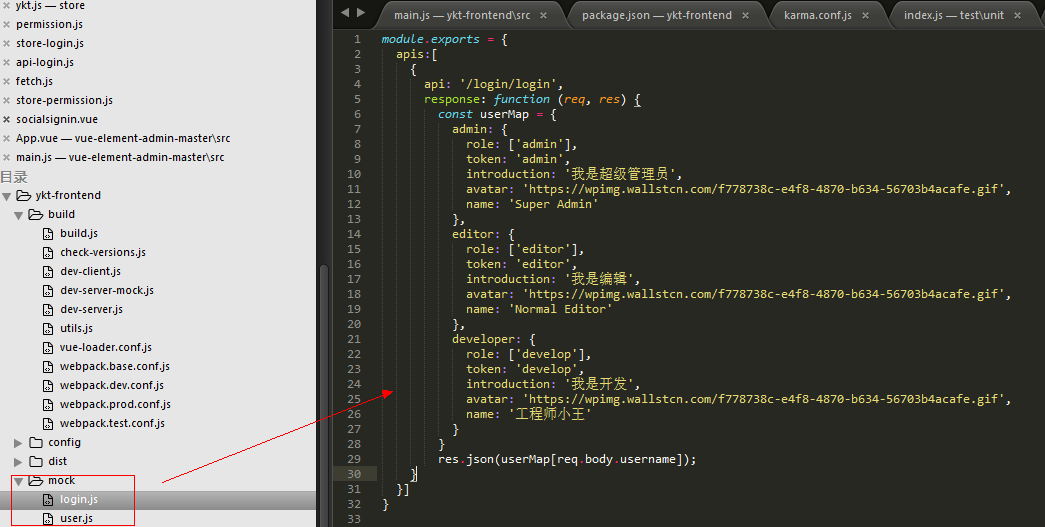 ykt.js — store
permission.js
store-login.js
api-login.js
fetch.js
store-permission.js
socialsignin.vue
App.vue — vue-element-admin-master\src
main.js — vue-element-admin-master\src
目录
ykt-frontend
build
build.js
check-versions.js
dev-client.js
dev-server-mock.js
dev-server.js
utils.js
vue-loader.conf.js
webpack.base.conf.js
webpack.dev.conf.js
webpack.prod.conf.js
webpack.test.conf.js
config
dist
mock
login.js
user.js
main.js — ykt-frontend\src
package.json — ykt-frontend
karma.conf.js
index.js — test\unit
1 module.exports = {
2 apis:[
3 {
4 api: '/login/login',
5 response: function (req, res) {
6 const userMap = {
7 admin: {
8 role: ['admin'],
9 token: 'admin',
10 introduction: '我是超级管理员',
11 avatar: 'https://wpimg.wallstcn.com/f778738c-e4f8-4870-b634-56703b4acafe.gif',
12 name: 'Super Admin'
13 },
14 editor: {
15 role: ['editor'],
16 token: 'editor',
17 introduction: '我是编辑',
18 avatar: 'https://wpimg.wallstcn.com/f778738c-e4f8-4870-b634-56703b4acafe.gif',
19 name: 'Normal Editor'
20 },
21 developer: {
22 role: ['develop'],
23 token: 'develop',
24 introduction: '我是开发',
25 avatar: 'https://wpimg.wallstcn.com/f778738c-e4f8-4870-b634-56703b4acafe.gif',
26 name: '工程师小王'
27 }
28 }
29 res.json(userMap[req.body.username]);
30 }
31 }]
32 }
33